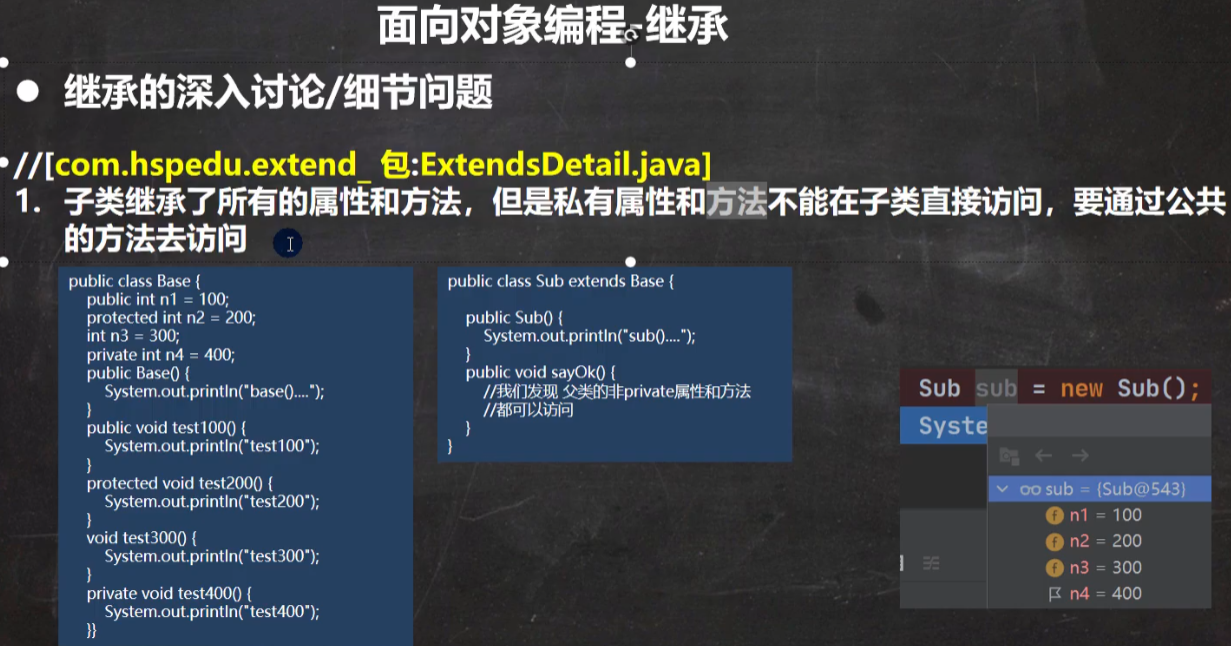 面向对象编程-继承
● 继承的深入讨论/细节问题
//[com.hspedu.extend_ 包:ExtendsDetail.java]
1. 子类继承了所有的属性和方法，但是私有属性和方法不能在子类直接访问，要通过公共
的方法去访问
public class Base {
public int n1 = 100;
protected int n2 = 200;
int n3 = 300;
private int n4 = 400;
public Base() {
System.out.println("base()....");
}
public void test100() {
System.out.println("test100");
}
protected void test200() {
System.out.println("test200");
}
void test300() {
System.out.println("test300");
}
private void test400() {
System.out.println("test400");
}}
public class Sub extends Base {
public Sub() {
System.out.println("sub()....");
}
public void sayOk() {
//我们发现 父类的非private属性和方法
//都可以访问
}
}
Sub sub = new Sub();
Syste
sub = {Sub@543}
n1 = 100
n2 = 200
n3 = 300
n4 = 400